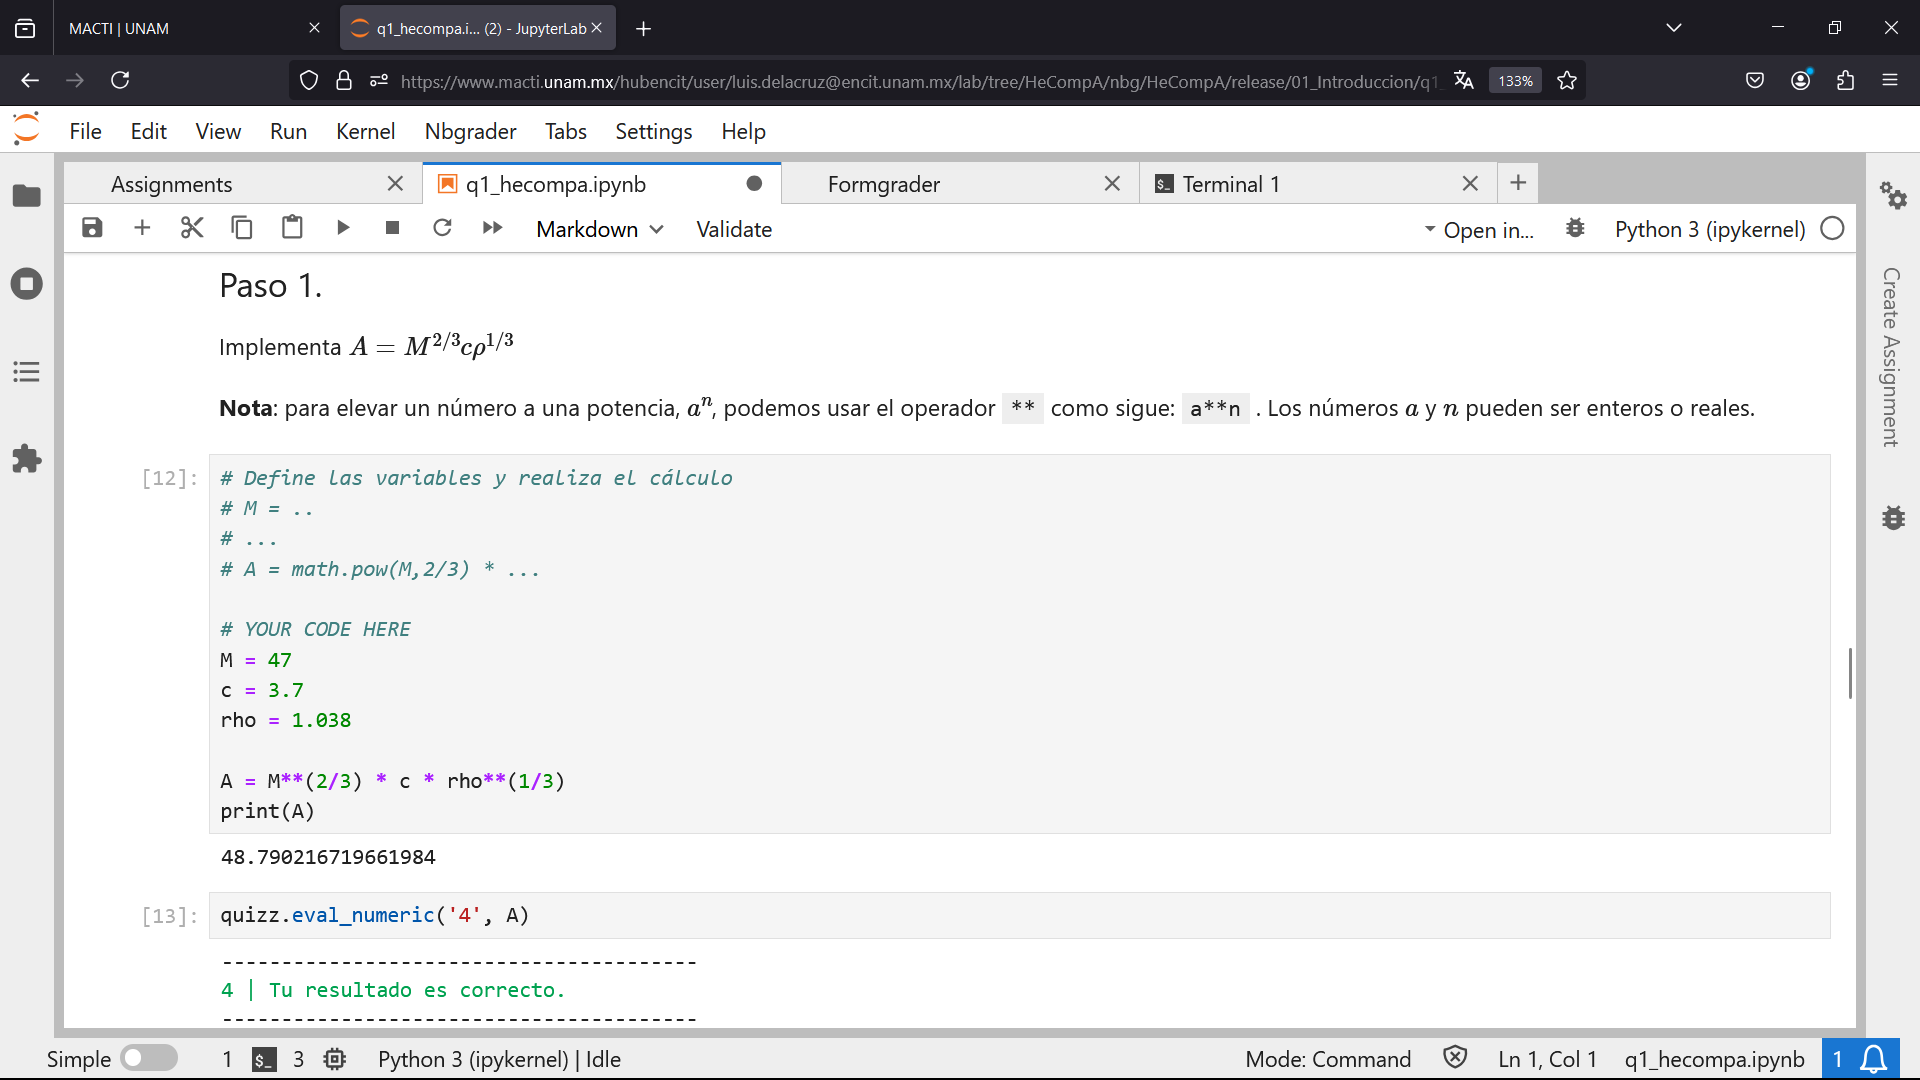 MACTI | UNAM
q1_hecompa.i... (2) - JupyterLab
https://www.macti.unam.mx/hubencit/user/luis.delacruz@encit.unam.mx/lab/tree/HeCompA/nbg/HeCompA/release/01_Introduccion/q1_
133%
File Edit View Run Kernel Nbgrader Tabs Settings Help
Assignments
q1_hecompa.ipynb
Formgrader
Terminal 1
Markdown
Validate
Open in...
Python 3 (ipykernel)
Create Assignment
Paso 1.
Implementa A = M^{2/3}cρ^{1/3}
Nota: para elevar un número a una potencia, a^n, podemos usar el operador ** como sigue: a**n . Los números a y n pueden ser enteros o reales.
[12]:
# Define las variables y realiza el cálculo
# M = ..
# ...
# A = math.pow(M,2/3) * ...
# YOUR CODE HERE
M = 47
c = 3.7
rho = 1.038
A = M**(2/3) * c * rho**(1/3)
print(A)
48.790216719661984
[13]:
quizz.eval_numeric('4', A)
----------------------------------------
4 | Tu resultado es correcto.
----------------------------------------
Simple 1 $_ 3 Python 3 (ipykernel) | Idle
Mode: Command Ln 1, Col 1 q1_hecompa.ipynb 1